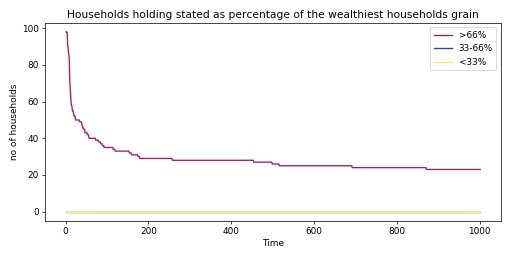 Households holding stated as percentage of the wealthiest households grain
>66%
33-66%
<33%
100
80
60
40
20
0
no of households
0 200 400 600 800 1000
Time